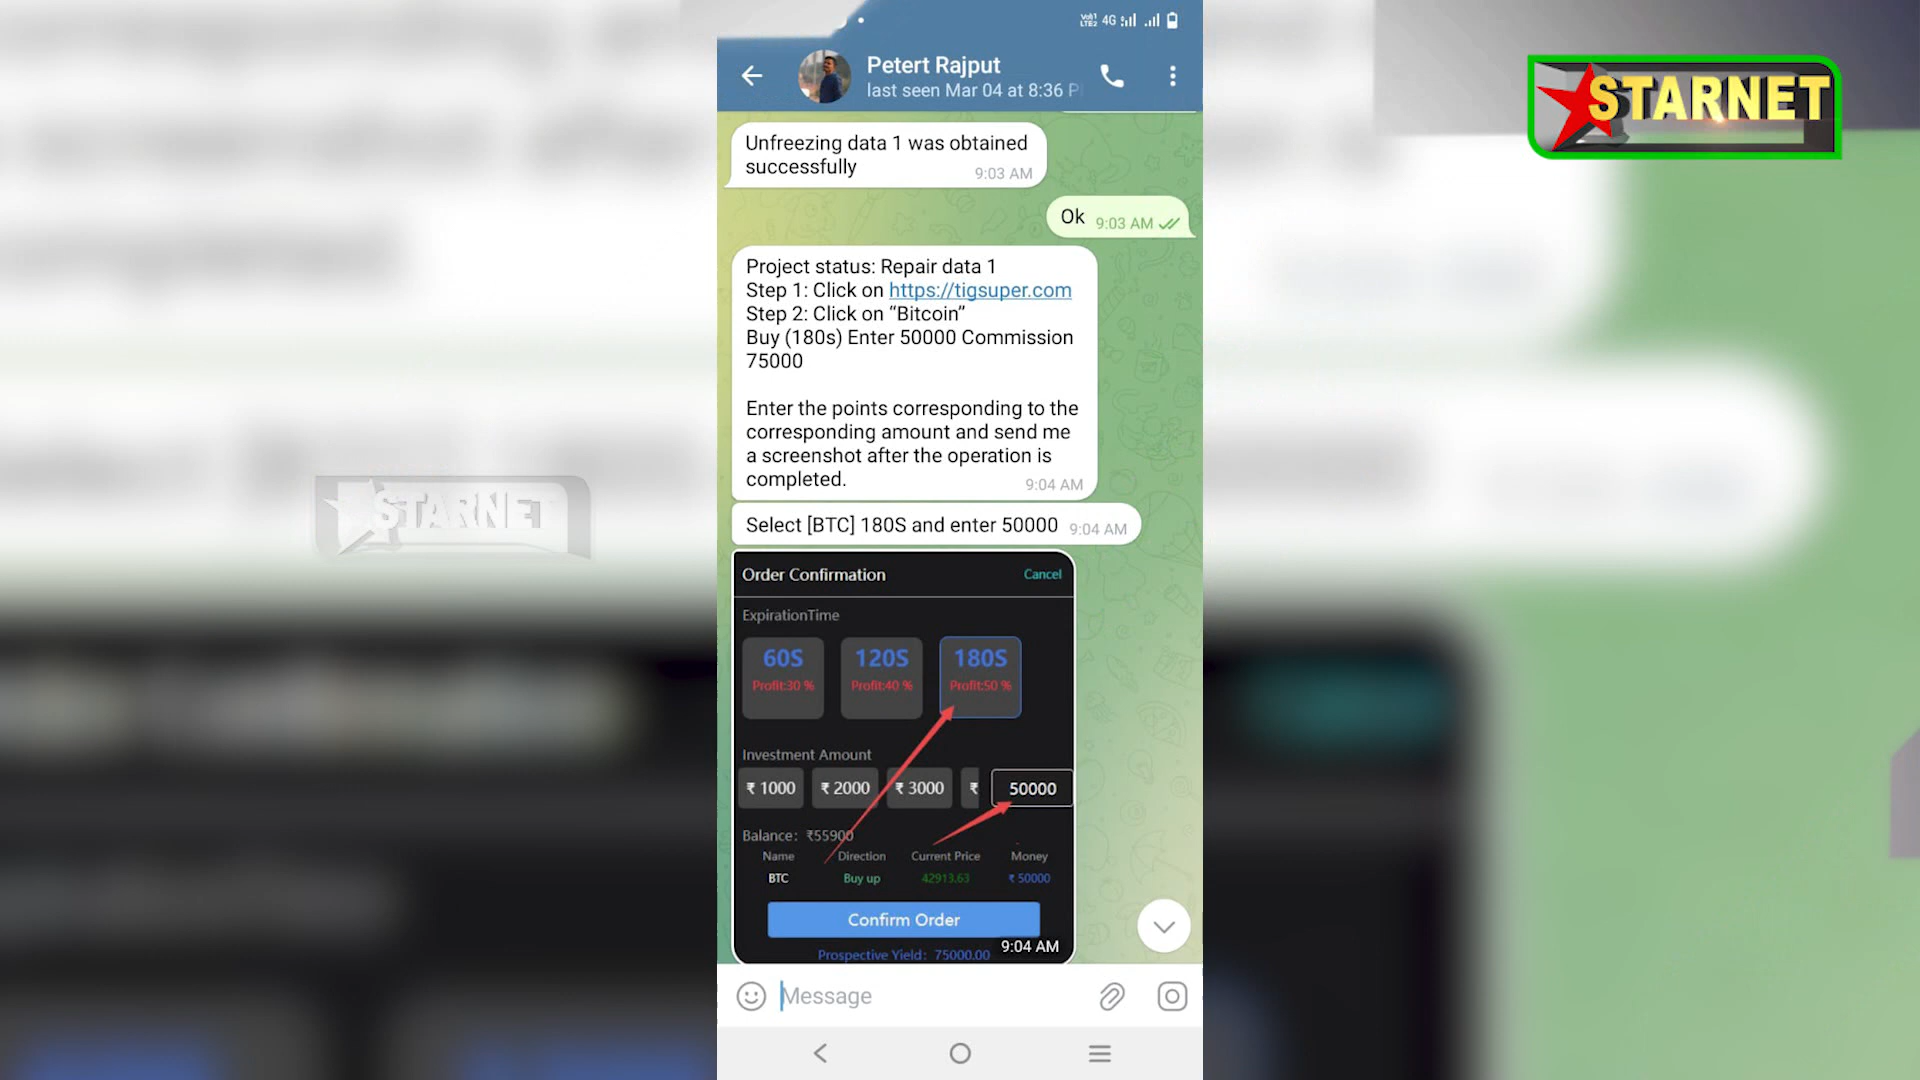 Vo1 4G
LTE2
Petert Rajput
last seen Mar 04 at 8:36 P
STARNET
Unfreezing data 1 was obtained
successfully
9:03 AM
Ok 9:03 AM
Project status: Repair data 1
Step 1: Click on https://tigsuper.com
Step 2: Click on “Bitcoin”
Buy (180s) Enter 50000 Commission
75000
Enter the points corresponding to the
corresponding amount and send me
a screenshot after the operation is
completed.
9:04 AM
STARNET
Select [BTC] 180S and enter 50000 9:04 AM
Order Confirmation Cancel
ExpirationTime
60S 120S 180S
Profit:30 % Profit:40 % Profit:50 %
Investment Amount
₹ 1000 ₹ 2000 ₹ 3000 ₹ 50000
Balance: ₹55900
Name Direction Current Price Money
BTC Buy up 42913.63 ₹ 50000
Confirm Order
9:04 AM
Prospective Yield: 75000.00
Message